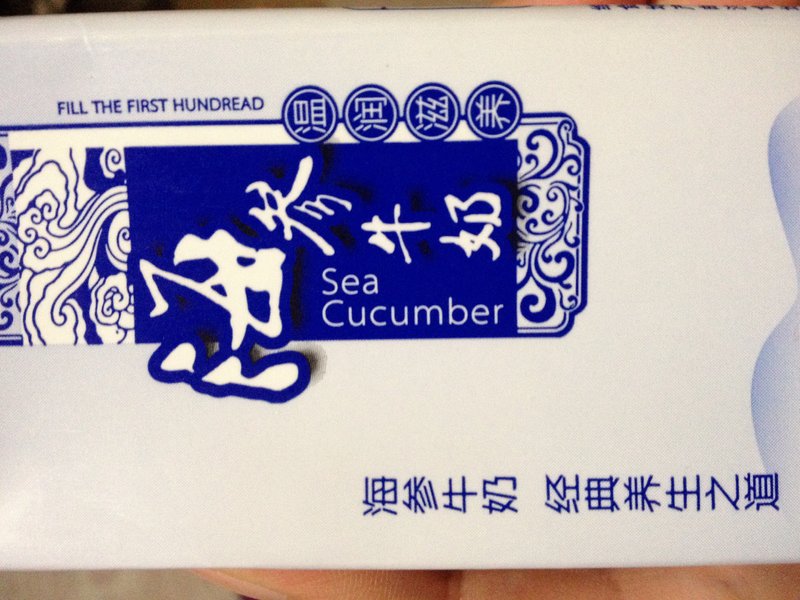 FILL THE FIRST HUNDREAD
温润滋养
海参牛奶
Sea
Cucumber
海参牛奶 经典养生之道